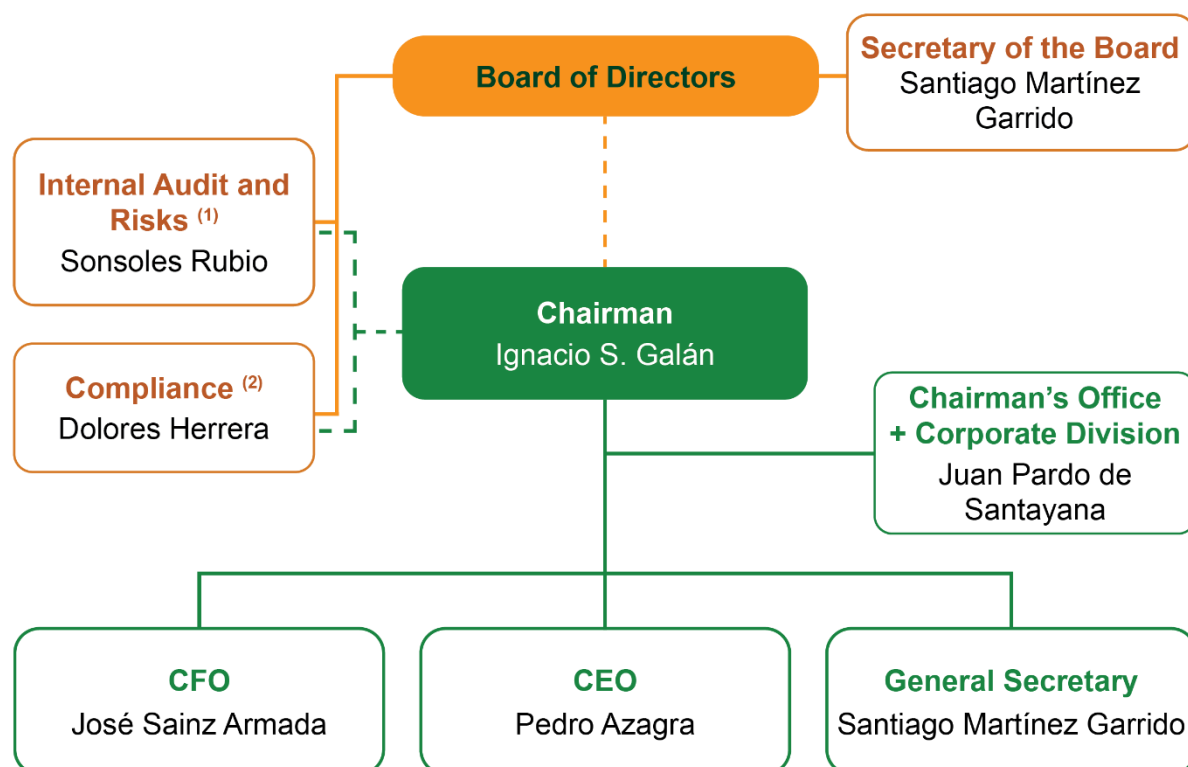 Board of Directors
Secretary of the Board
Santiago Martínez
Garrido
Internal Audit and
Risks (1)
Sonsoles Rubio
Chairman
Ignacio S. Galán
Compliance (2)
Dolores Herrera
Chairman’s Office
+ Corporate Division
Juan Pardo de
Santayana
CFO
José Sainz Armada
CEO
Pedro Azagra
General Secretary
Santiago Martínez Garrido